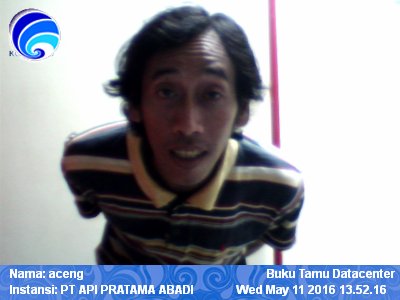 Nama: aceng Buku Tamu Datacenter
Instansi: PT API PRATAMA ABADI Wed May 11 2016 13.52.16